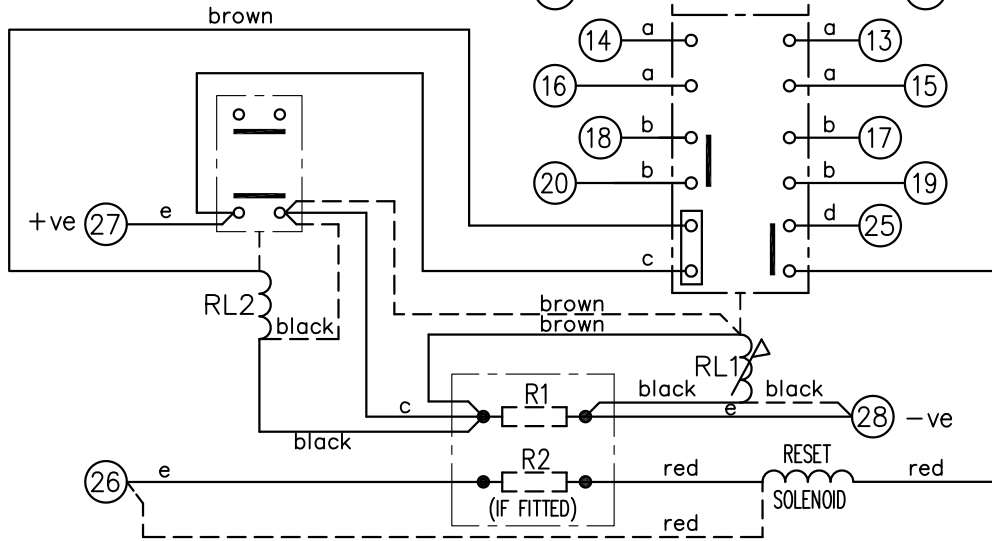 brown
14 a a 13
16 a a 15
18 b b 17
20 b b 19
+ve 27 e d 25
c
RL2 black brown
brown
RL1
R1 black black
c e 28 -ve
black
R2 RESET
26 e red red
(IF FITTED) SOLENOID
red